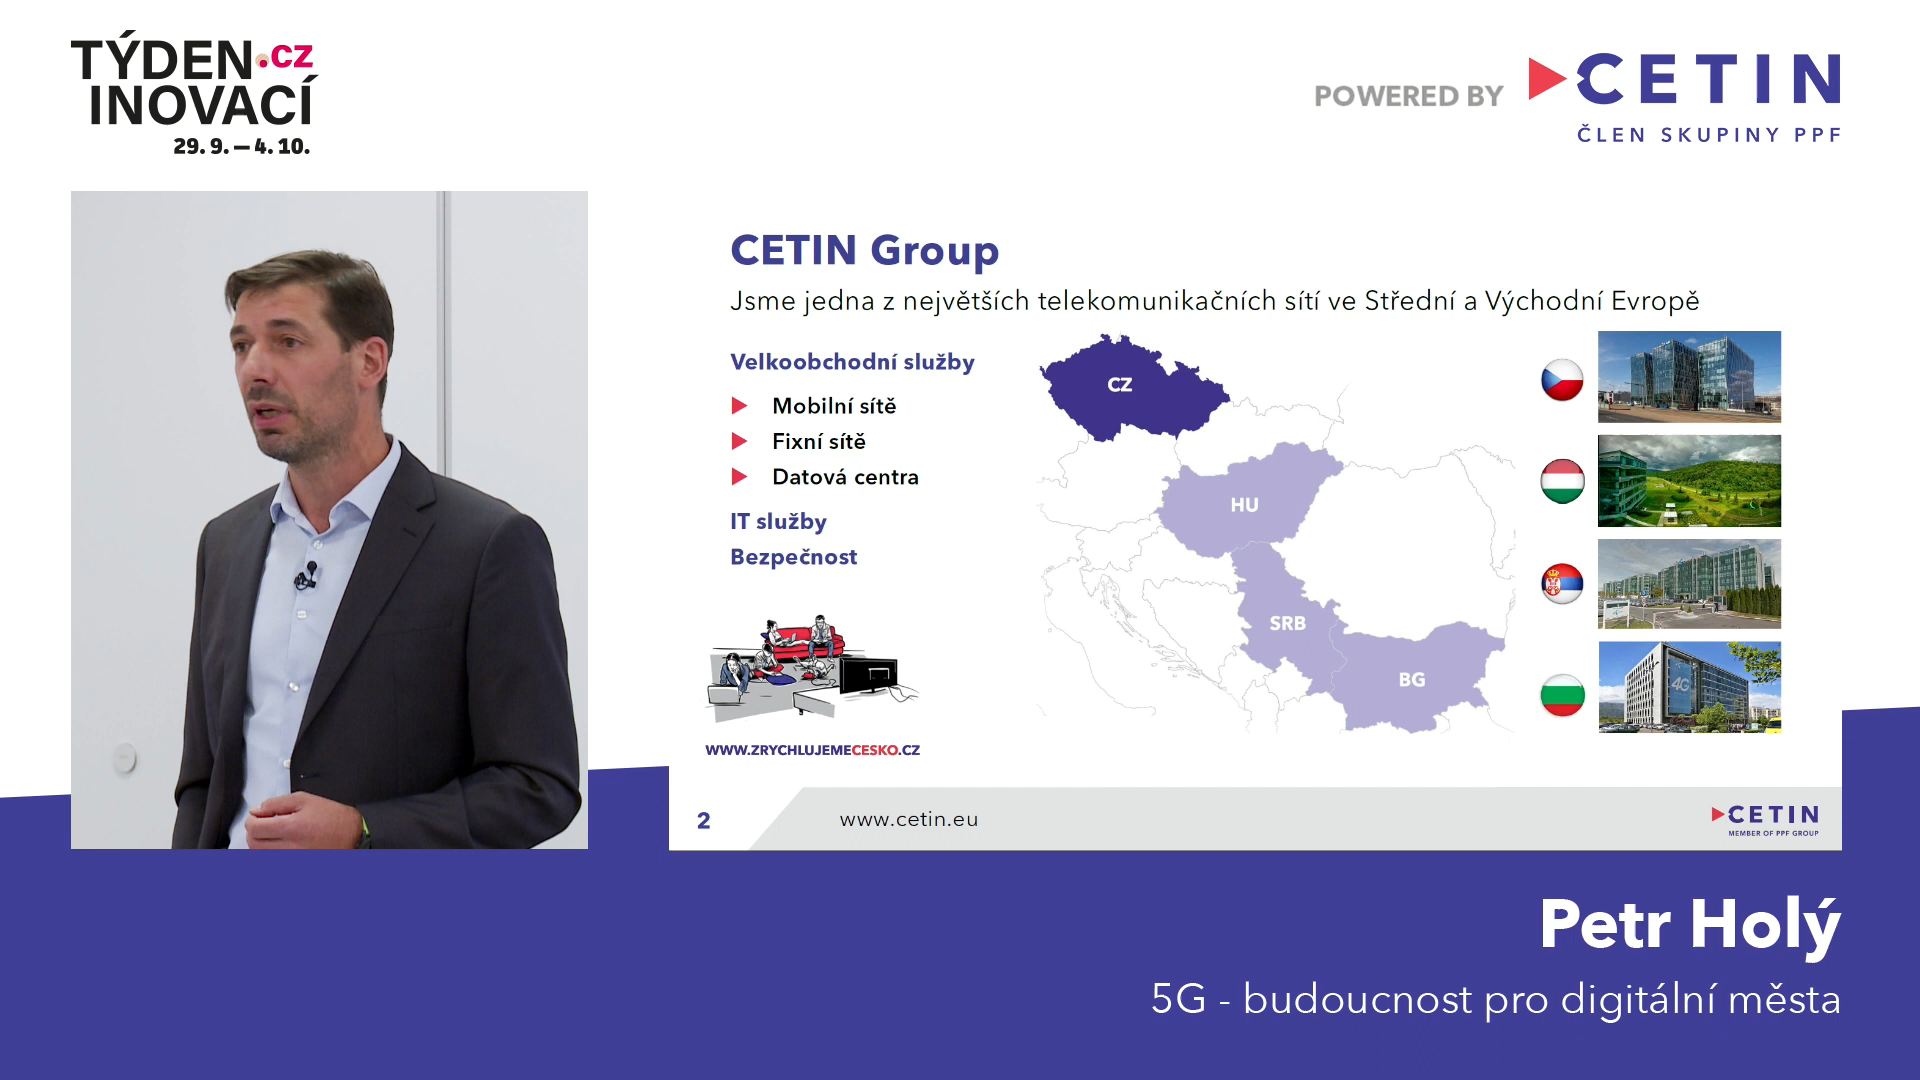 TÝDEN.CZ
INOVACÍ
29. 9. – 4. 10.
POWERED BY CETIN
ČLEN SKUPINY PPF
CETIN Group
Jsme jedna z největších telekomunikačních sítí ve Střední a Východní Evropě
Velkoobchodní služby
Mobilní sítě
Fixní sítě
Datová centra
IT služby
Bezpečnost
WWW.ZRYCHLUJEMECESKO.CZ
CZ
HU
SRB
BG
4G
2
www.cetin.eu
CETIN
MEMBER OF PPF GROUP
Petr Holý
5G - budoucnost pro digitální města